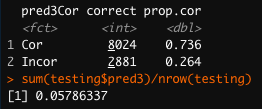 pred3Cor correct prop.cor
<fct> <int> <dbl>
1 Cor 8024 0.736
2 Incor 2881 0.264
> sum(testing$pred3)/nrow(testing)
[1] 0.05786337